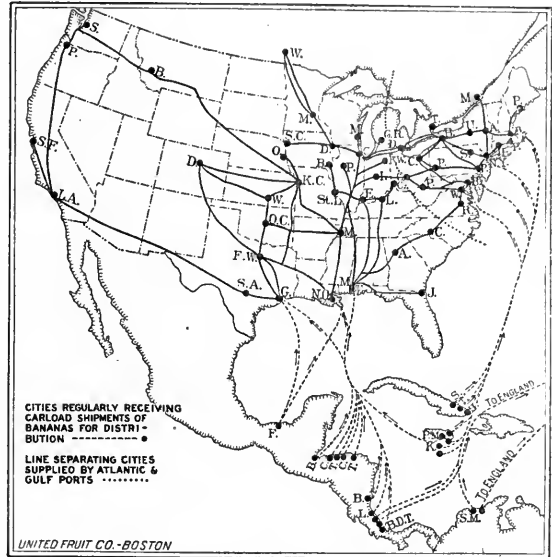 S.
P.
B.
W.
M.
S.F.
L.A.
D.
O.
S.C.
D.
M.
G.R.
B.
P.
K.C.
St.L.
W.
O.C.
M.
F.W.
S.A.
G.
N.O.
M.
J.
A.
C.
E.
L.
I.
M.
P.
TO ENGLAND
TO ENGLAND
S.
K.
F.
B.
L.
B.D.T.
S.M.
CITIES REGULARLY RECEIVING
CARLOAD SHIPMENTS OF
BANANAS FOR DISTRI-
BUTION
LINE SEPARATING CITIES
SUPPLIED BY ATLANTIC &
GULF PORTS
UNITED FRUIT CO.-BOSTON